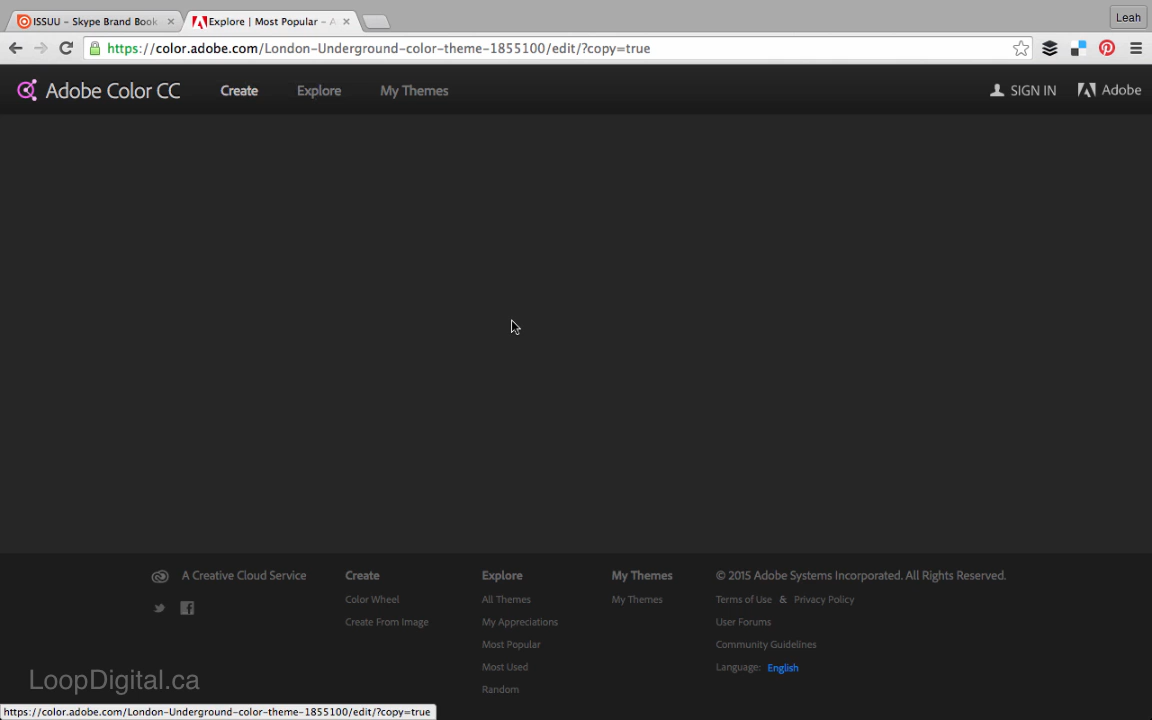 ISSUU - Skype Brand Book
Explore | Most Popular - A
Leah
https://color.adobe.com/London-Underground-color-theme-1855100/edit/?copy=true
Adobe Color CC
Create
Explore
My Themes
SIGN IN
Adobe
A Creative Cloud Service
Create
Color Wheel
Create From Image
Explore
All Themes
My Appreciations
Most Popular
Most Used
Random
My Themes
My Themes
© 2015 Adobe Systems Incorporated. All Rights Reserved.
Terms of Use & Privacy Policy
User Forums
Community Guidelines
Language: English
LoopDigital.ca
https://color.adobe.com/London-Underground-color-theme-1855100/edit/?copy=true